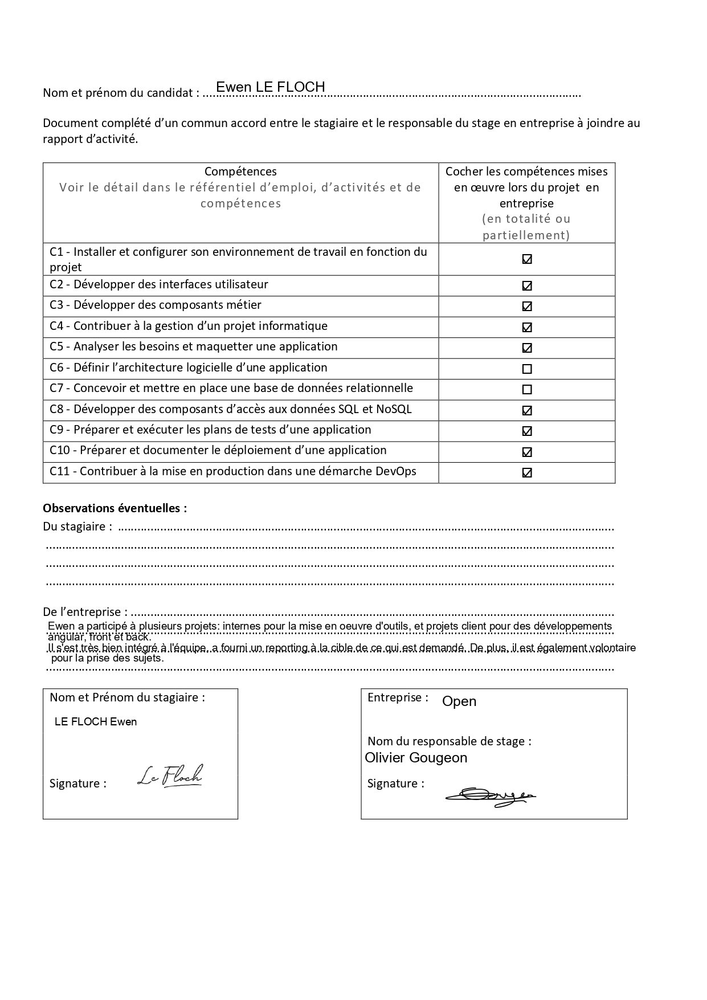 Nom et prénom du candidat : Ewen LE FLOCH
Document complété d’un commun accord entre le stagiaire et le responsable du stage en entreprise à joindre au
rapport d’activité.
Compétences
Voir le détail dans le référentiel d’emploi, d’activités et de
compétences
Cocher les compétences mises
en œuvre lors du projet en
entreprise
(en totalité ou
partiellement)
C1 - Installer et configurer son environnement de travail en fonction du
projet
☑
C2 - Développer des interfaces utilisateur ☑
C3 - Développer des composants métier ☑
C4 - Contribuer à la gestion d’un projet informatique ☑
C5 - Analyser les besoins et maquetter une application ☑
C6 - Définir l’architecture logicielle d’une application ☐
C7 - Concevoir et mettre en place une base de données relationnelle ☐
C8 - Développer des composants d’accès aux données SQL et NoSQL ☑
C9 - Préparer et exécuter les plans de tests d’une application ☑
C10 - Préparer et documenter le déploiement d’une application ☑
C11 - Contribuer à la mise en production dans une démarche DevOps ☑
Observations éventuelles :
Du stagiaire :
De l’entreprise :
Ewen a participé à plusieurs projets: internes pour la mise en oeuvre d'outils, et projets client pour des développements
angular, front et back.
Il s'est très bien intégré à l'équipe, a fourni un reporting à la cible de ce qui est demandé. De plus, il est également volontaire
pour la prise des sujets.
Nom et Prénom du stagiaire :
LE FLOCH Ewen
Signature : Le Floch
Entreprise : Open
Nom du responsable de stage :
Olivier Gougeon
Signature :